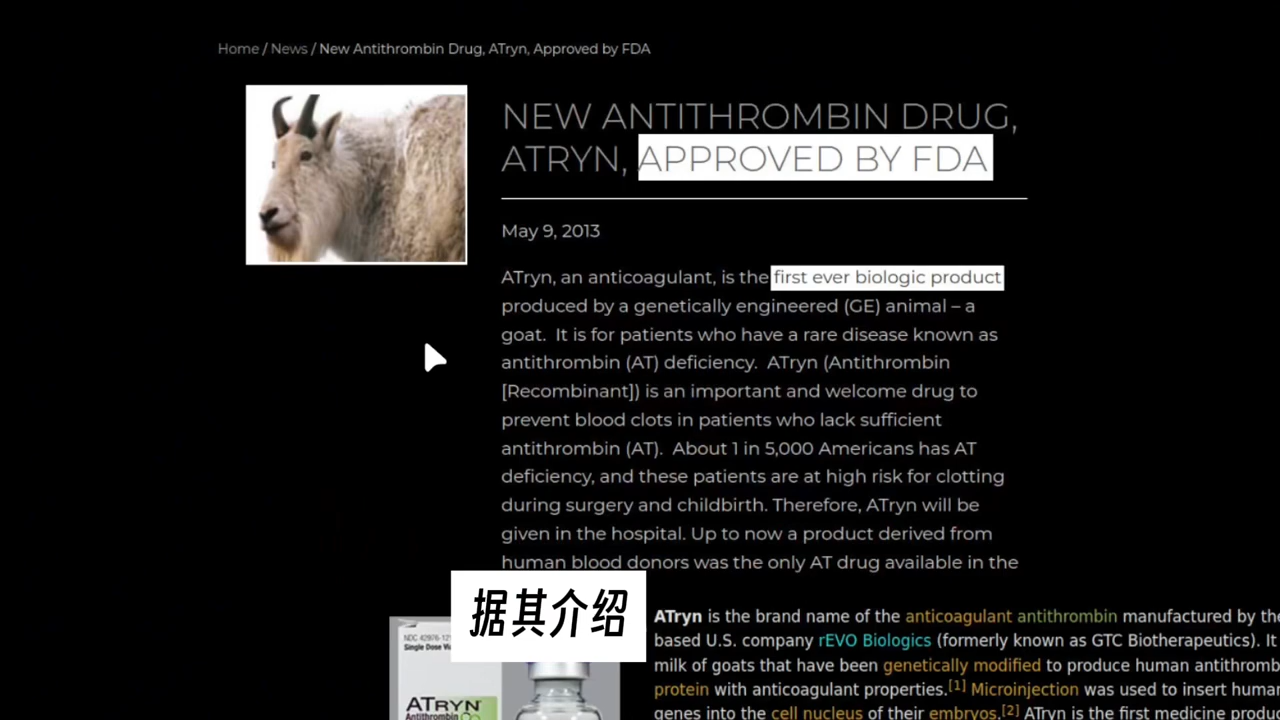 Home / News / New Antithrombin Drug, ATryn, Approved by FDA
NEW ANTITHROMBIN DRUG,
ATRYN, APPROVED BY FDA
May 9, 2013
ATryn, an anticoagulant, is the first ever biologic product
produced by a genetically engineered (GE) animal – a
goat.  It is for patients who have a rare disease known as
antithrombin (AT) deficiency.  ATryn (Antithrombin
[Recombinant]) is an important and welcome drug to
prevent blood clots in patients who lack sufficient
antithrombin (AT).  About 1 in 5,000 Americans has AT
deficiency, and these patients are at high risk for clotting
during surgery and childbirth. Therefore, ATryn will be
given in the hospital. Up to now a product derived from
human blood donors was the only AT drug available in the
据其介绍
ATryn is the brand name of the anticoagulant antithrombin manufactured by the
based U.S. company rEVO Biologics (formerly known as GTC Biotherapeutics). It
milk of goats that have been genetically modified to produce human antithromb
protein with anticoagulant properties.[1] Microinjection was used to insert human
genes into the cell nucleus of their embryos.[2] ATryn is the first medicine produc
NDC 42976-12
Single Dose
ATRYN
Antithrombin